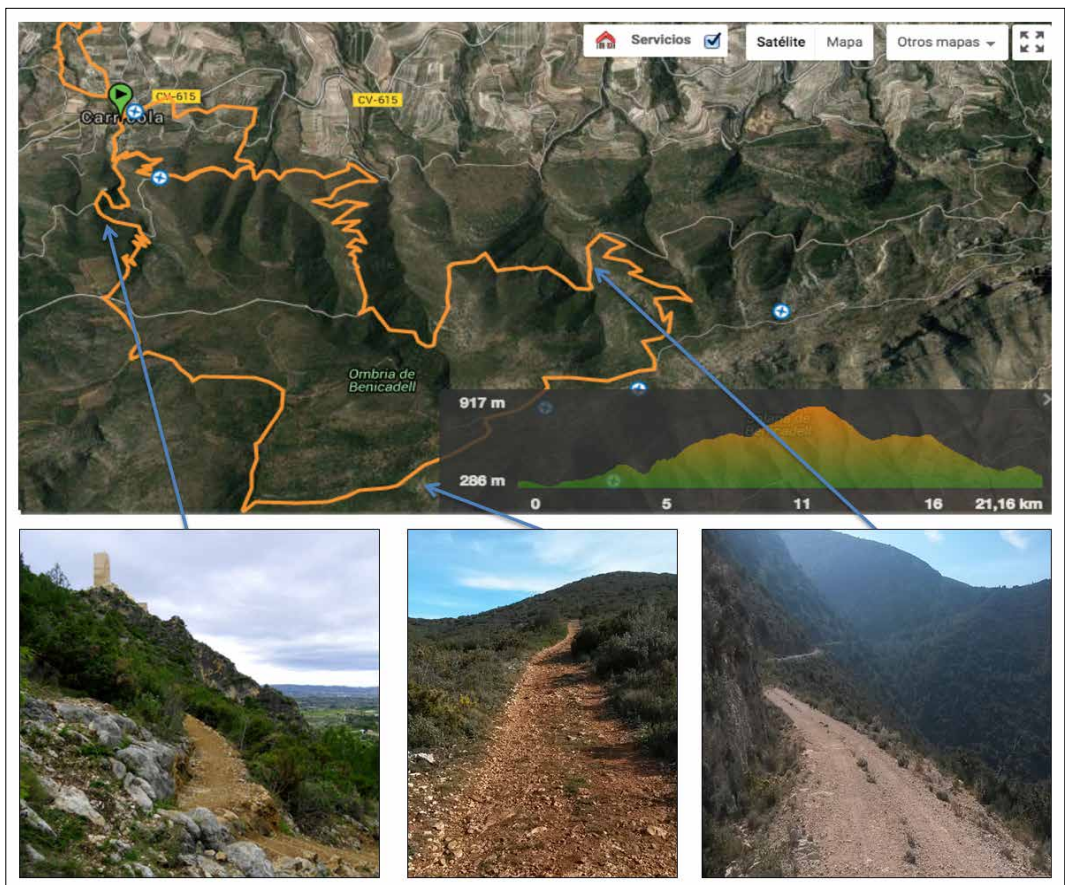 Servicios
Satélite
Mapa
Otros mapas
CV-615
CV-615
Carrícola
Ombria de
Benicadell
917 m
286 m
0
5
11
16
21,16 km